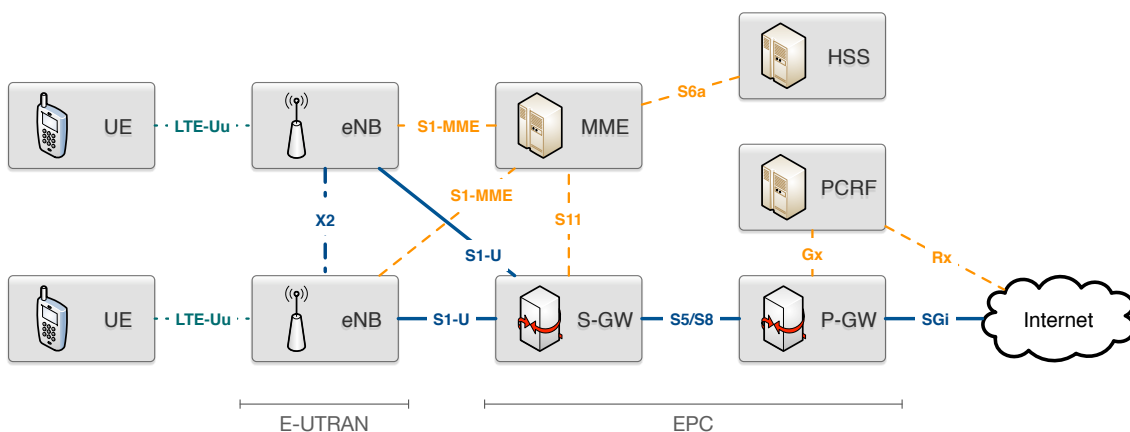 HSS
S6a
UE
LTE-Uu
eNB
S1-MME
MME
PCRF
S1-MME
X2
S11
S1-U
Gx
Rx
UE
LTE-Uu
eNB
S1-U
S-GW
S5/S8
P-GW
SGi
Internet
E-UTRAN
EPC